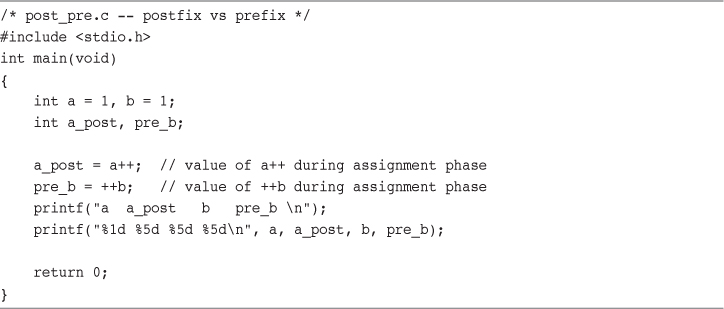 /* post_pre.c -- postfix vs prefix */
#include <stdio.h>
int main(void)
{
    int a = 1, b = 1;
    int a_post, pre_b;

    a_post = a++;  // value of a++ during assignment phase
    pre_b = ++b;   // value of ++b during assignment phase
    printf("a  a_post   b   pre_b \n");
    printf("%1d %5d %5d %5d\n", a, a_post, b, pre_b);

    return 0;
}